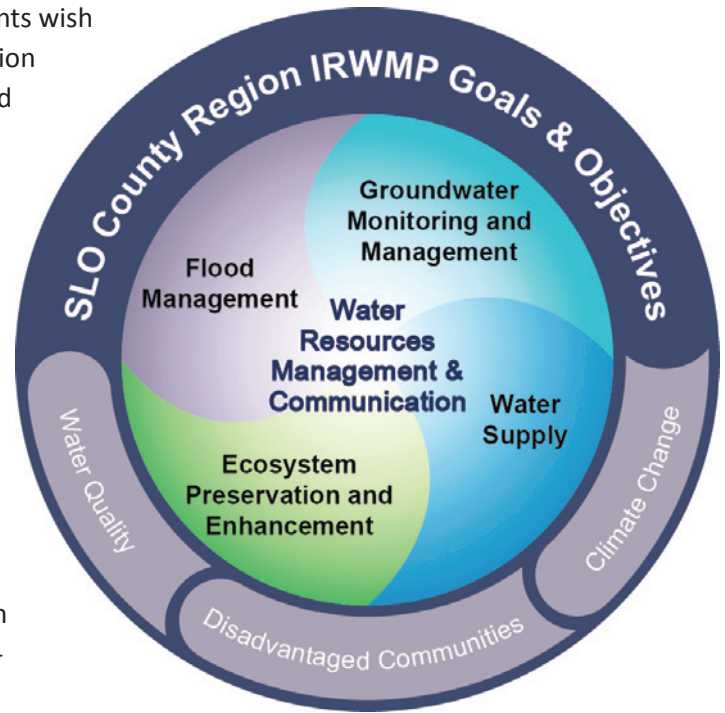 nts wish
ion
d
SLO County Region IRWMP Goals & Objectives
Groundwater
Monitoring and
Management
Flood
Management
Water
Resources
Management &
Communication
Water
Supply
Ecosystem
Preservation and
Enhancement
Water Quality
Disadvantaged Communities
Climate Change